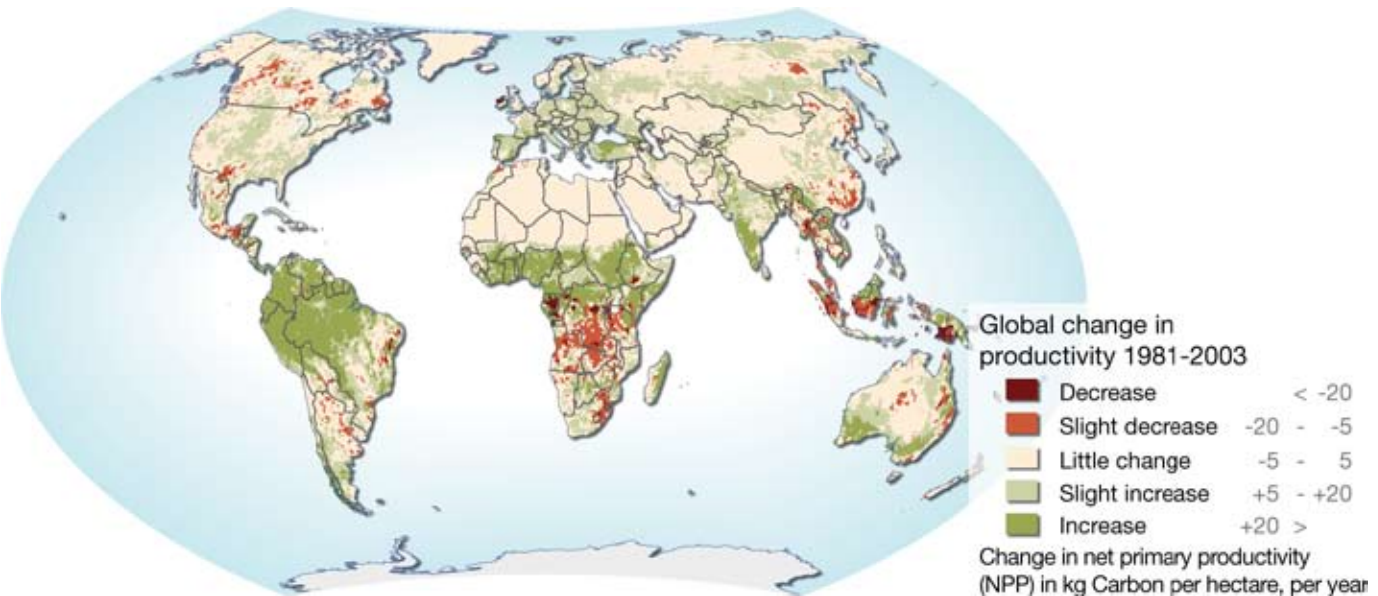 Global change in
productivity 1981-2003
Decrease < -20
Slight decrease -20 - -5
Little change -5 - 5
Slight increase +5 - +20
Increase +20 >
Change in net primary productivity
(NPP) in kg Carbon per hectare, per year